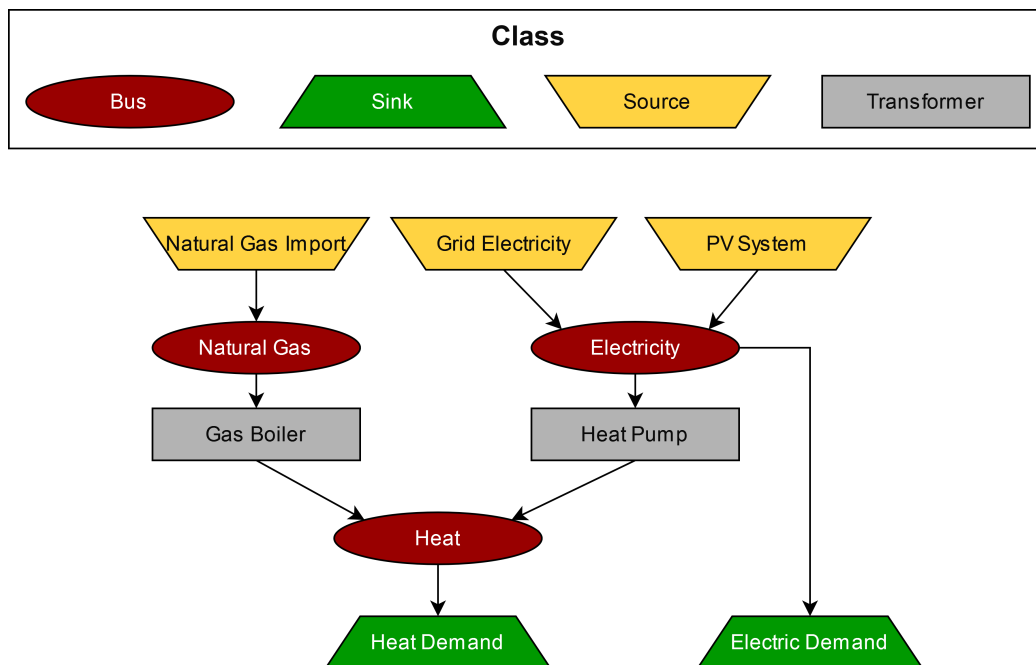 Class
Bus
Sink
Source
Transformer
Natural Gas Import
Grid Electricity
PV System
Natural Gas
Electricity
Gas Boiler
Heat Pump
Heat
Heat Demand
Electric Demand